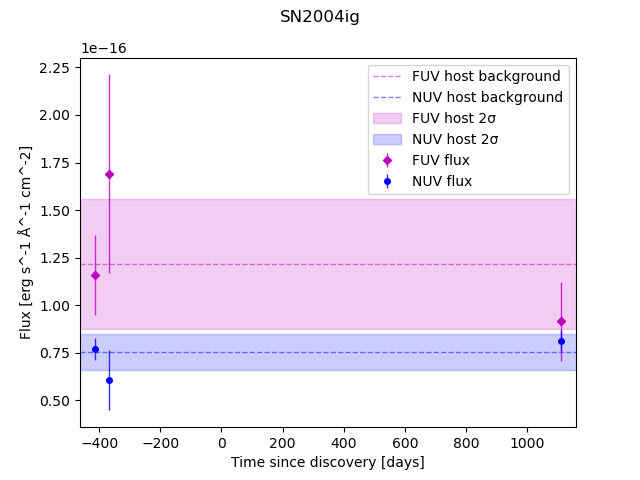 SN2004ig
1e−16
2.25
2.00
1.75
1.50
1.25
1.00
0.75
0.50
Flux [erg s^-1 Å^-1 cm^-2]
FUV host background
NUV host background
FUV host 2σ
NUV host 2σ
FUV flux
NUV flux
−400 −200 0 200 400 600 800 1000
Time since discovery [days]